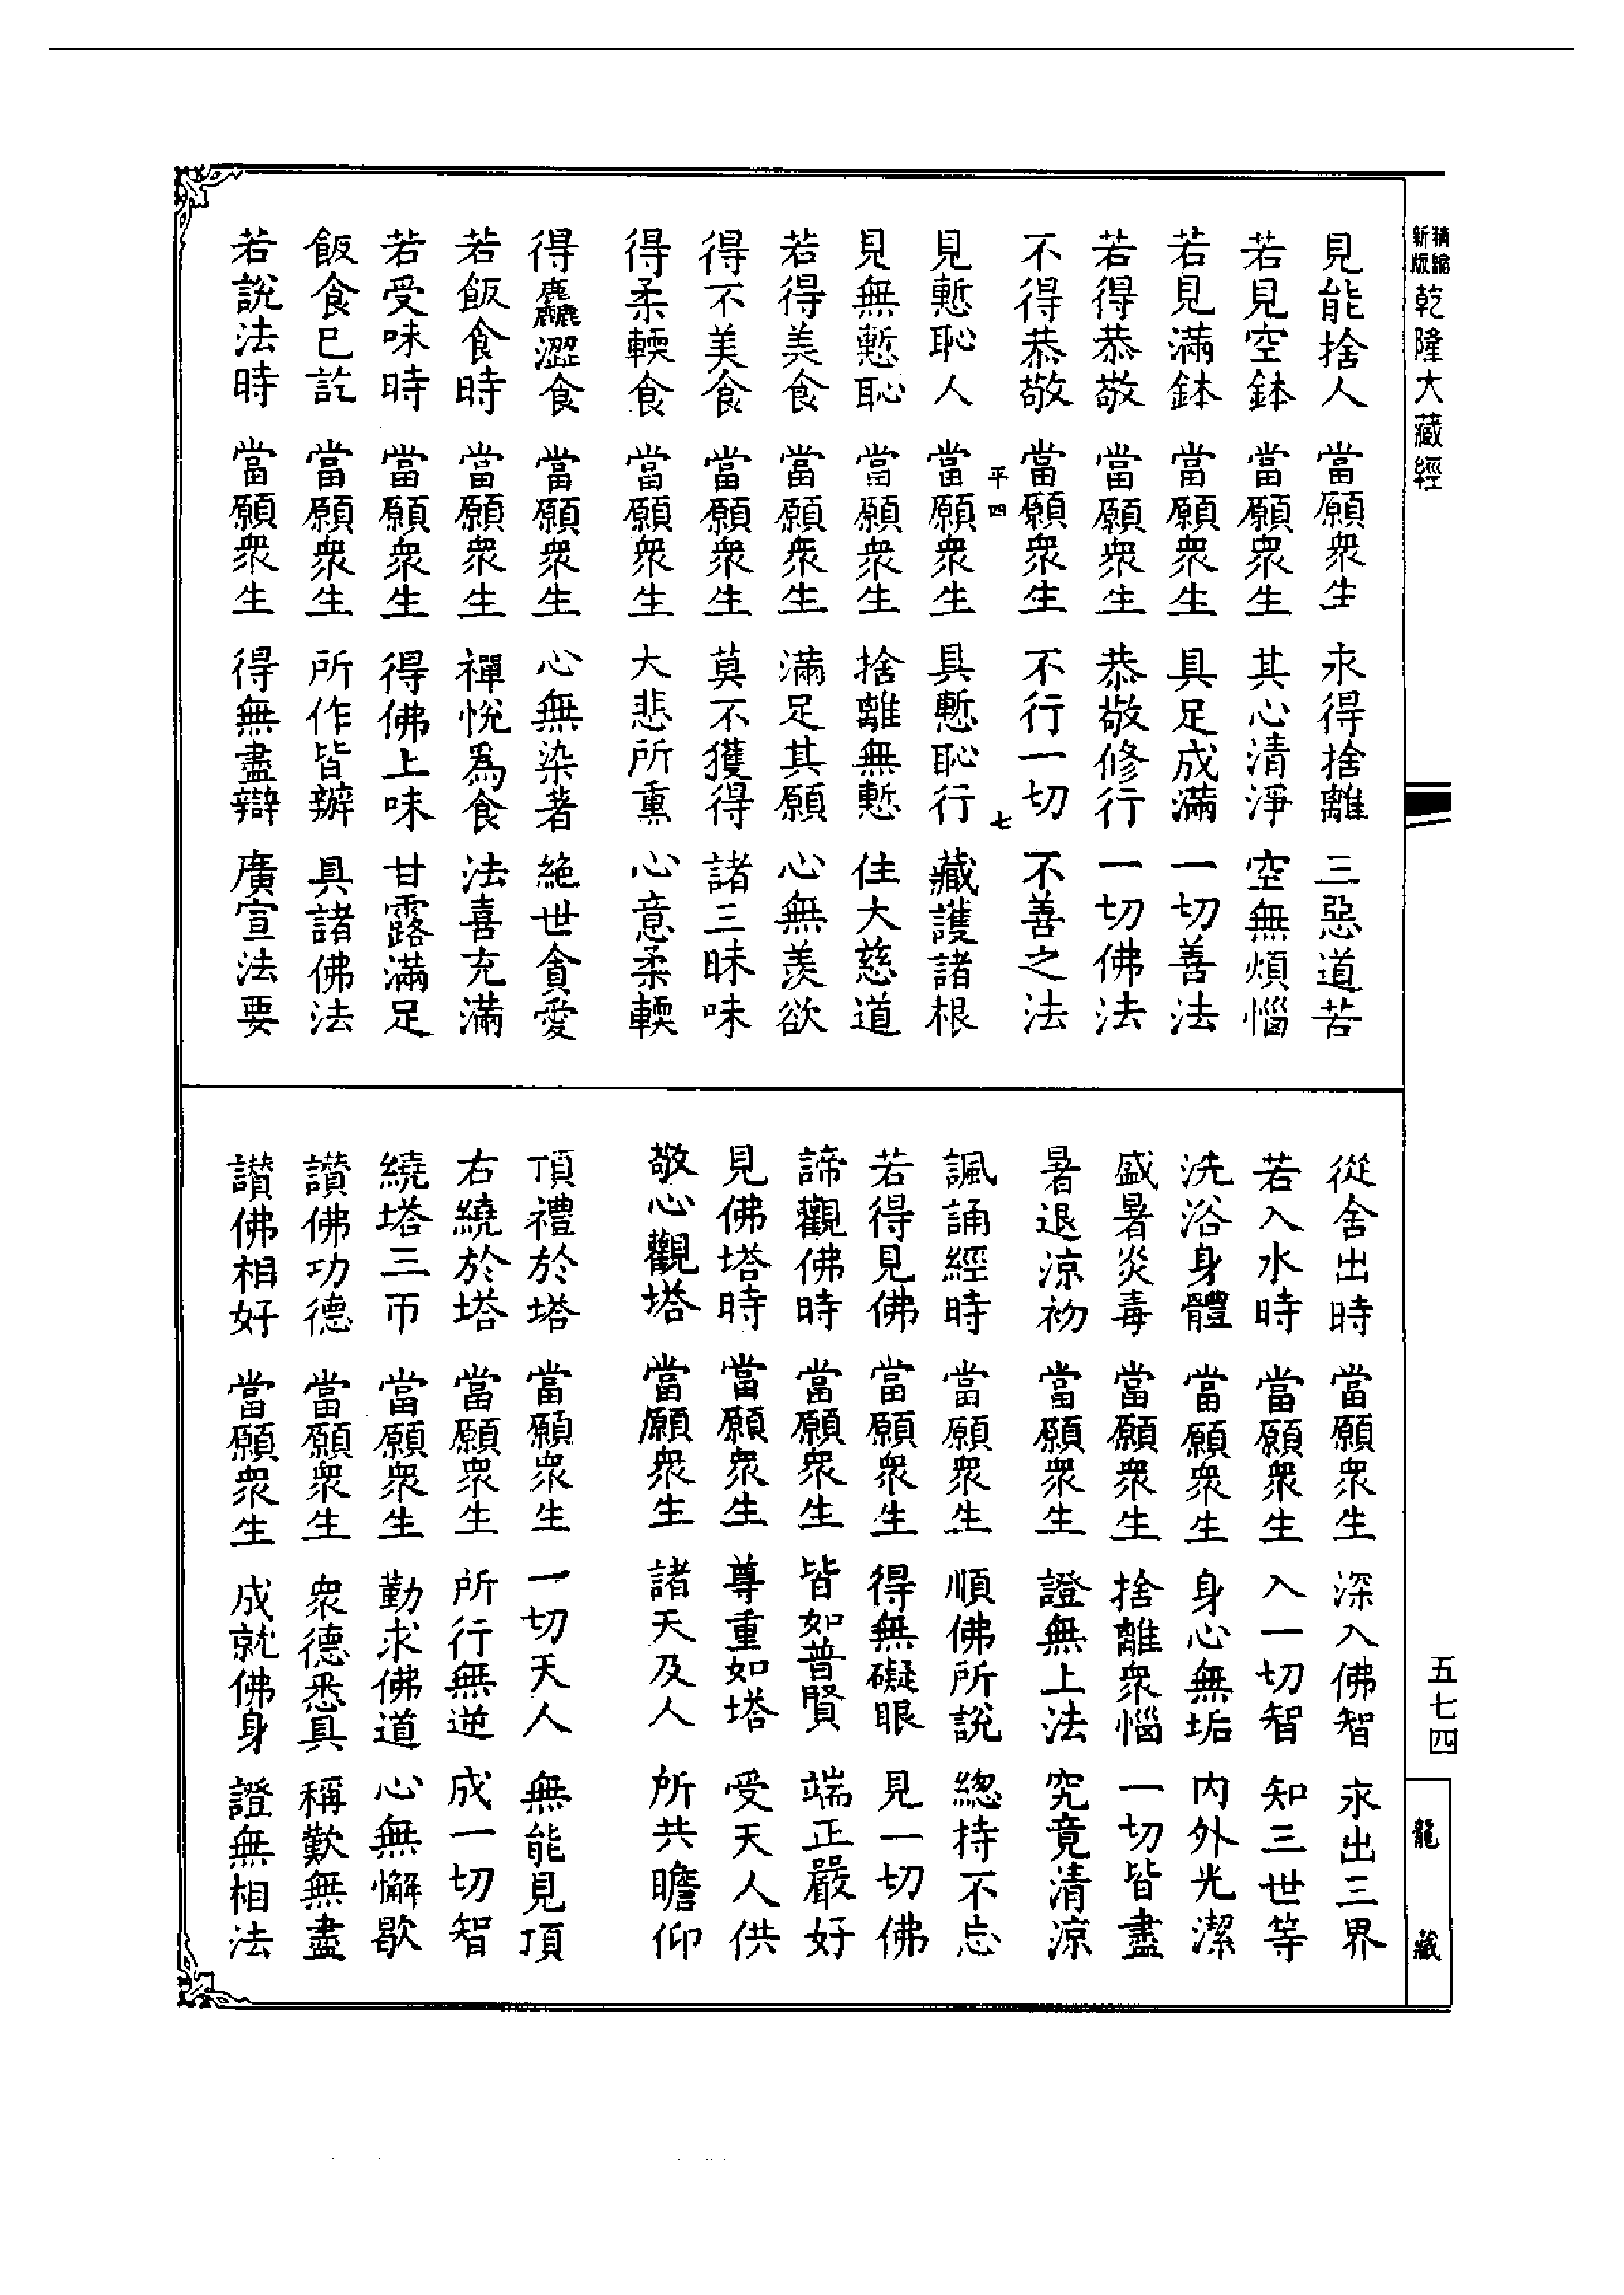 精縮新版乾隆大藏經
見能捨人 當願衆生 永得捨離 三惡道苦
若見空鉢 當願衆生 其心清淨 空無煩惱
若見滿鉢 當願衆生 具足成滿 一切善法
若得恭敬 當願衆生 恭敬修行 一切佛法
不得恭敬 當願衆生 不行一切 不善之法
平四 七
見慙恥人 當願衆生 具慙恥行 藏護諸根
見無慙恥 當願衆生 捨離無慙 住大慈道
若得美食 當願衆生 滿足其願 心無羨欲
得不美食 當願衆生 莫不獲得 諸三昧味
得柔輭食 當願衆生 大悲所熏 心意柔輭
得麤澀食 當願衆生 心無染著 絶世貪愛
若飯食時 當願衆生 禪悅爲食 法喜充滿
若受味時 當願衆生 得佛上味 甘露滿足
飯食已訖 當願衆生 所作皆辦 具諸佛法
若說法時 當願衆生 得無盡辯 廣宣法要
從舍出時 當願衆生 深入佛智 永出三界
若入水時 當願衆生 入一切智 知三世等
洗浴身體 當願衆生 身心無垢 内外光潔
盛暑炎毒 當願衆生 捨離衆惱 一切皆盡
暑退涼初 當願衆生 證無上法 究竟清涼
諷誦經時 當願衆生 順佛所說 總持不忘
若得見佛 當願衆生 得無礙眼 見一切佛
諦觀佛時 當願衆生 皆如普賢 端正嚴好
見佛塔時 當願衆生 尊重如塔 受天人供
敬心觀塔 當願衆生 諸天及人 所共瞻仰
頂禮於塔 當願衆生 一切天人 無能見頂
右繞於塔 當願衆生 所行無逆 成一切智
繞塔三帀 當願衆生 勤求佛道 心無懈歇
讚佛功德 當願衆生 衆德悉具 稱歎無盡
讚佛相好 當願衆生 成就佛身 證無相法
五七四
龍藏